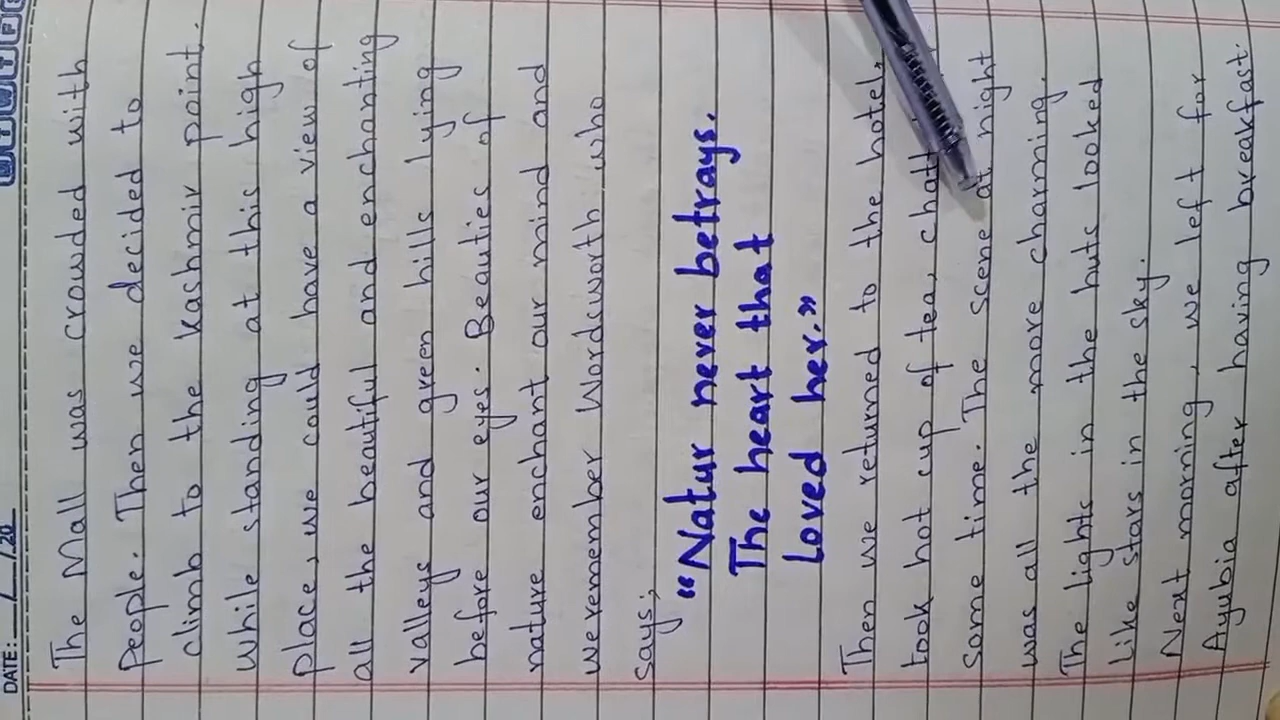 DATE: __/__/20
The Mall was crowded with
People. Then we decided to
climb to the Kashmir point.
while standing at this high
place, we could have a view of
all the beautiful and enchanting
valleys and green hills lying
before our eyes. Beauties of
nature enchant our mind and
we remember Wordcworth, who
says;
“Natur never betrays.
The heart that
Loved her.”
Then we returned to the hotel,
took hot cup of tea,
Some time. The scene at night
was all the more charming.
The lights in the huts looked
Like stars in the sky.
Next morning, we left for
Ayubia after having breakfast.